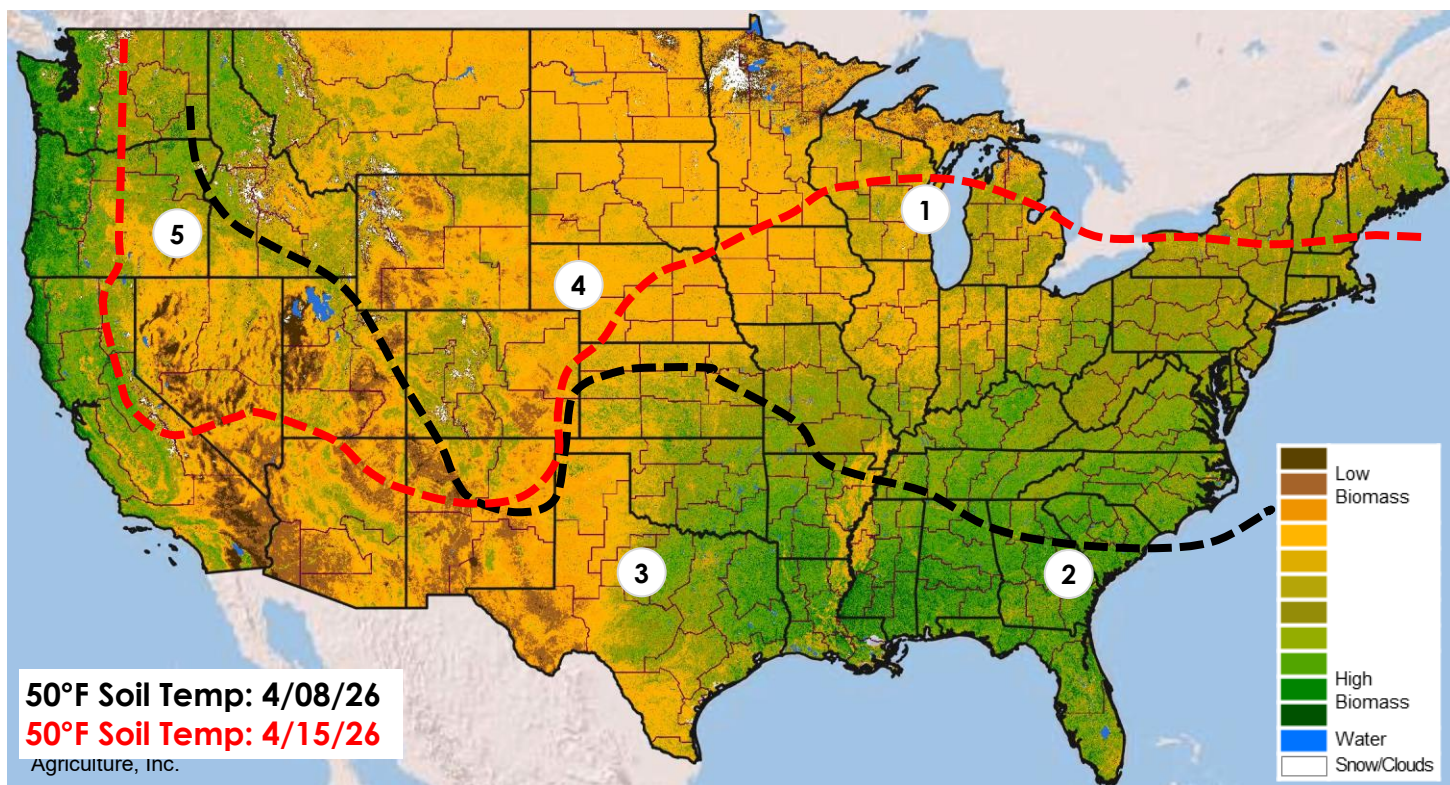 1
5
4
3
2
Low
Biomass
High
Biomass
Water
Snow/Clouds
50°F Soil Temp: 4/08/26
50°F Soil Temp: 4/15/26
Agriculture, Inc.